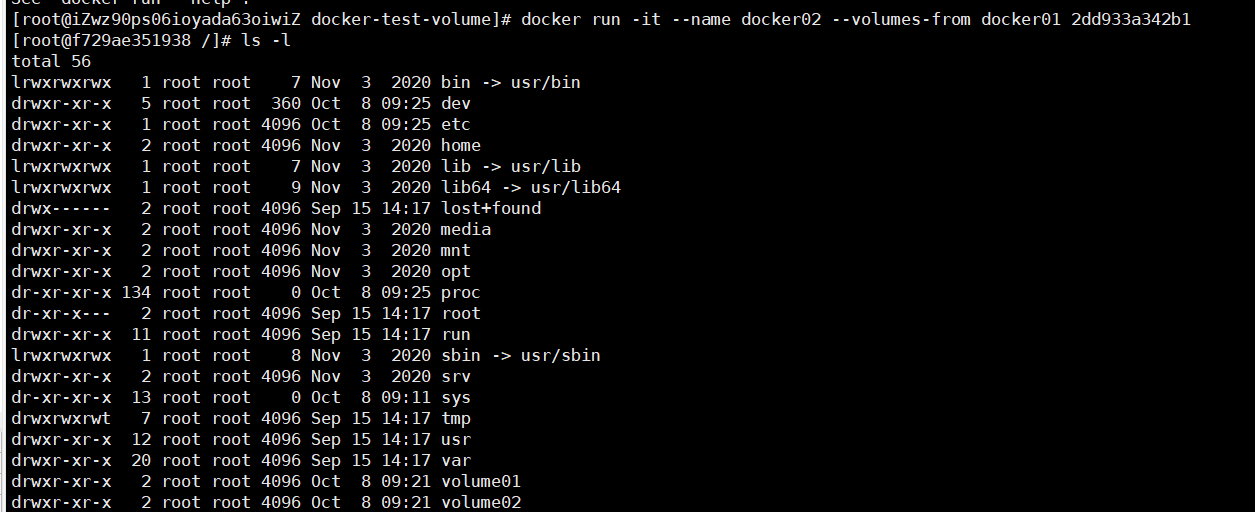 See 'docker run --help'.
[root@iZwz90ps06ioyada63oiwiZ docker-test-volume]# docker run -it --name docker02 --volumes-from docker01 2dd933a342b1
[root@f729ae351938 /]# ls -l
total 56
lrwxrwxrwx   1 root root    7 Nov  3  2020 bin -> usr/bin
drwxr-xr-x   5 root root  360 Oct  8 09:25 dev
drwxr-xr-x   1 root root 4096 Oct  8 09:25 etc
drwxr-xr-x   2 root root 4096 Nov  3  2020 home
lrwxrwxrwx   1 root root    7 Nov  3  2020 lib -> usr/lib
lrwxrwxrwx   1 root root    9 Nov  3  2020 lib64 -> usr/lib64
drwx------   2 root root 4096 Sep 15 14:17 lost+found
drwxr-xr-x   2 root root 4096 Nov  3  2020 media
drwxr-xr-x   2 root root 4096 Nov  3  2020 mnt
drwxr-xr-x   2 root root 4096 Nov  3  2020 opt
dr-xr-xr-x 134 root root    0 Oct  8 09:25 proc
dr-xr-x---   2 root root 4096 Sep 15 14:17 root
drwxr-xr-x  11 root root 4096 Sep 15 14:17 run
lrwxrwxrwx   1 root root    8 Nov  3  2020 sbin -> usr/sbin
drwxr-xr-x   2 root root 4096 Nov  3  2020 srv
dr-xr-xr-x  13 root root    0 Oct  8 09:11 sys
drwxrwxrwt   7 root root 4096 Sep 15 14:17 tmp
drwxr-xr-x  12 root root 4096 Sep 15 14:17 usr
drwxr-xr-x  20 root root 4096 Sep 15 14:17 var
drwxr-xr-x   2 root root 4096 Oct  8 09:21 volume01
drwxr-xr-x   2 root root 4096 Oct  8 09:21 volume02